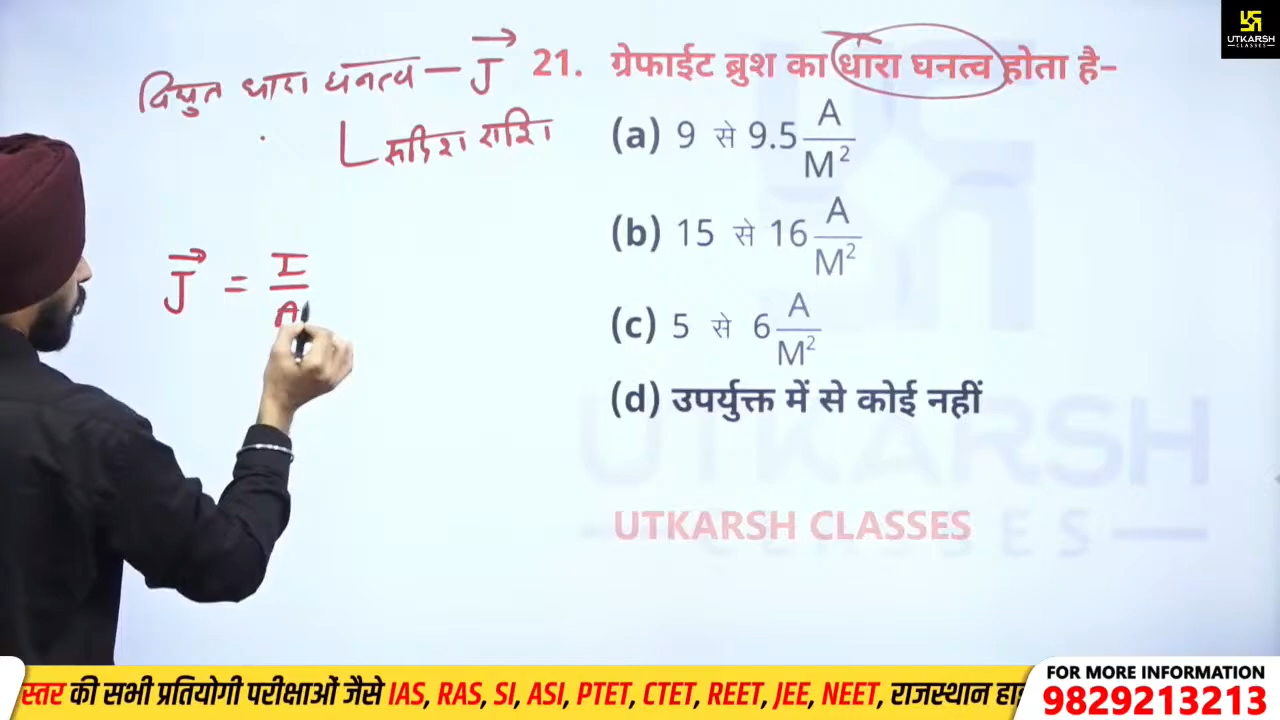 UTKARSH
CLASSES
विद्युत धारा घनत्व – J→
सदिश राशि
J→ = I/A
21. ग्रेफाईट ब्रुश का धारा घनत्व होता है–
(a) 9 से 9.5 A/M²
(b) 15 से 16 A/M²
(c) 5 से 6 A/M²
(d) उपर्युक्त में से कोई नहीं
UTKARSH
CLASSES
UTKARSH CLASSES
स्तर की सभी प्रतियोगी परीक्षाओं जैसे IAS, RAS, SI, ASI, PTET, CTET, REET, JEE, NEET, राजस्थान
FOR MORE INFORMATION
9829213213